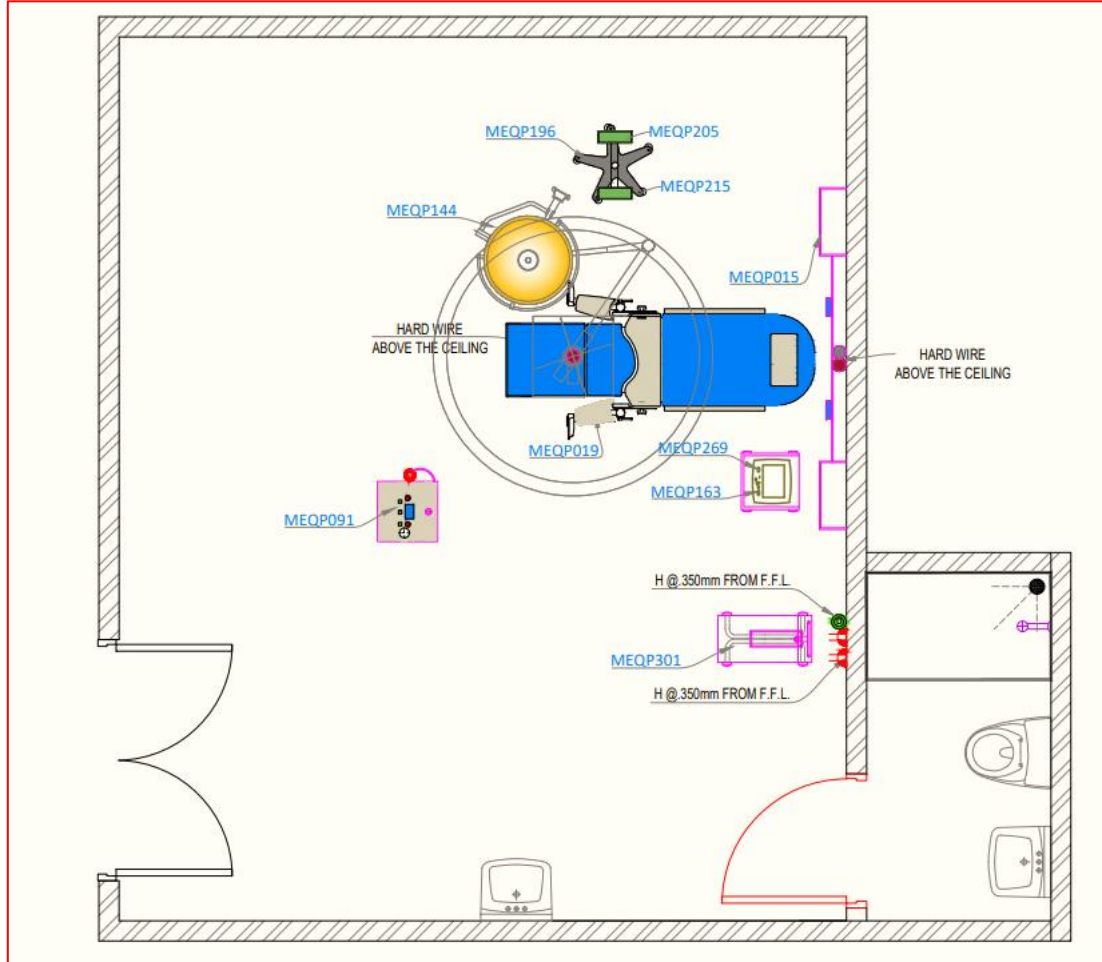 MEQP196
MEQP205
MEQP215
MEQP144
MEQP015
HARD WIRE
ABOVE THE CEILING
HARD WIRE
ABOVE THE CEILING
MEQP019
MEQP269
MEQP163
MEQP091
H @.350mm FROM F.F.L.
MEQP301
H @.350mm FROM F.F.L.